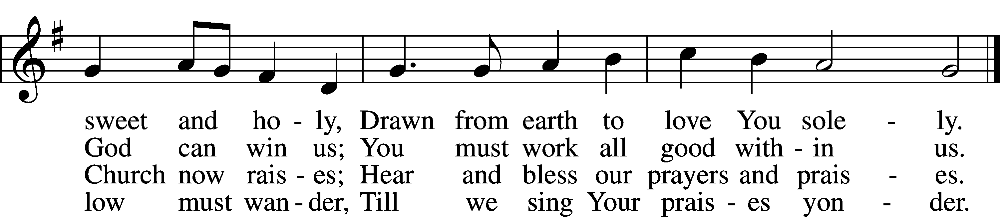 sweet and ho - ly, Drawn from earth to love You sole - ly.
God can win us; You must work all good with - in us.
Church now rais - es; Hear and bless our prayers and prais - es.
low must wan - der, Till we sing Your prais - es yon - der.